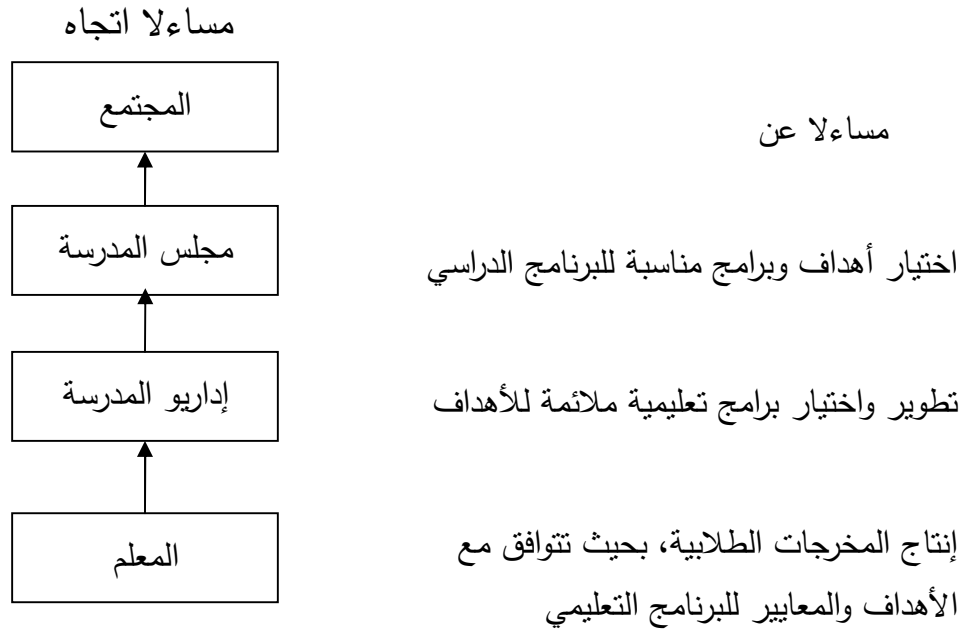 مساءلا اتجاه
المجتمع
مساءلا عن
مجلس المدرسة
اختيار أهداف وبرامج مناسبة للبرنامج الدراسي
إداريو المدرسة
تطوير واختيار برامج تعليمية ملائمة للأهداف
المعلم
إنتاج المخرجات الطلابية، بحيث تتوافق مع
الأهداف والمعايير للبرنامج التعليمي